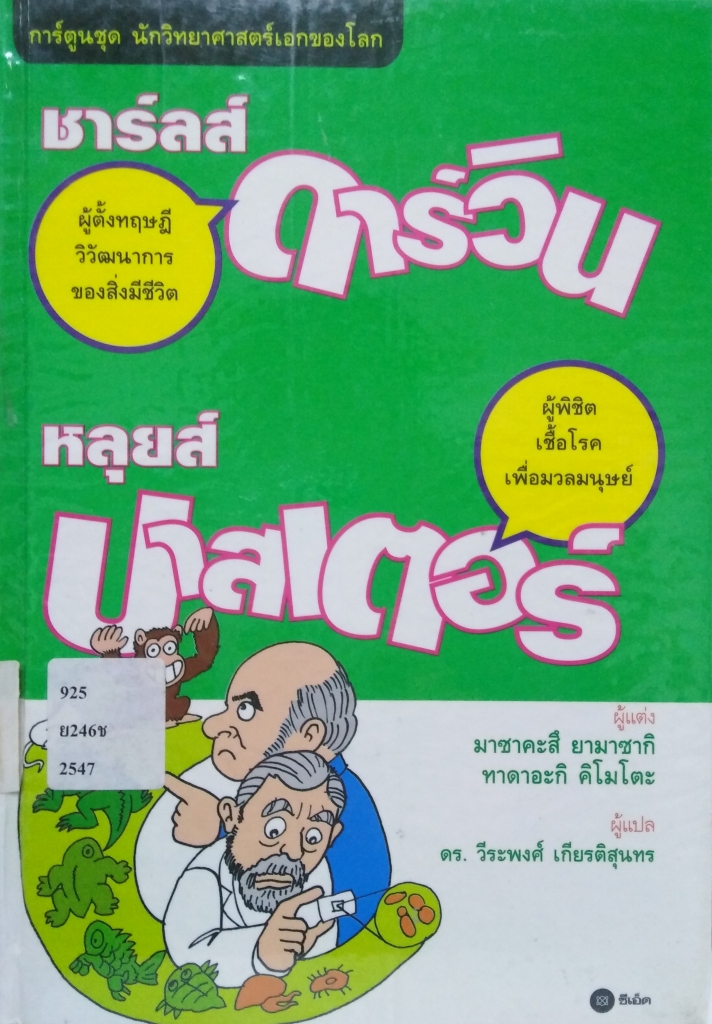 การ์ตูนชุด นักวิทยาศาสตร์เอกของโลก
ชาร์ลส์
ดาร์วิน
ผู้ตั้งทฤษฎี
วิวัฒนาการ
ของสิ่งมีชีวิต
ผู้พิชิต
เชื้อโรค
เพื่อมวลมนุษย์
หลุยส์
ปาสเตอร์
925
ย246ช
2547
ผู้แต่ง
มาซาคะสึ ยามาซากิ
ทาดาอะกิ คิโมโตะ
ผู้แปล
ดร. วีระพงศ์ เกียรติสุนทร
ซีเอ็ด